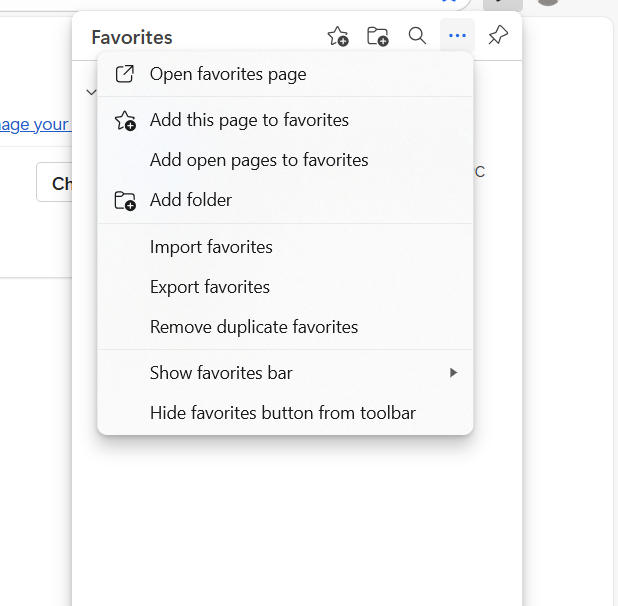 Favorites
Open favorites page
Add this page to favorites
Add open pages to favorites
Add folder
Import favorites
Export favorites
Remove duplicate favorites
Show favorites bar
Hide favorites button from toolbar
your